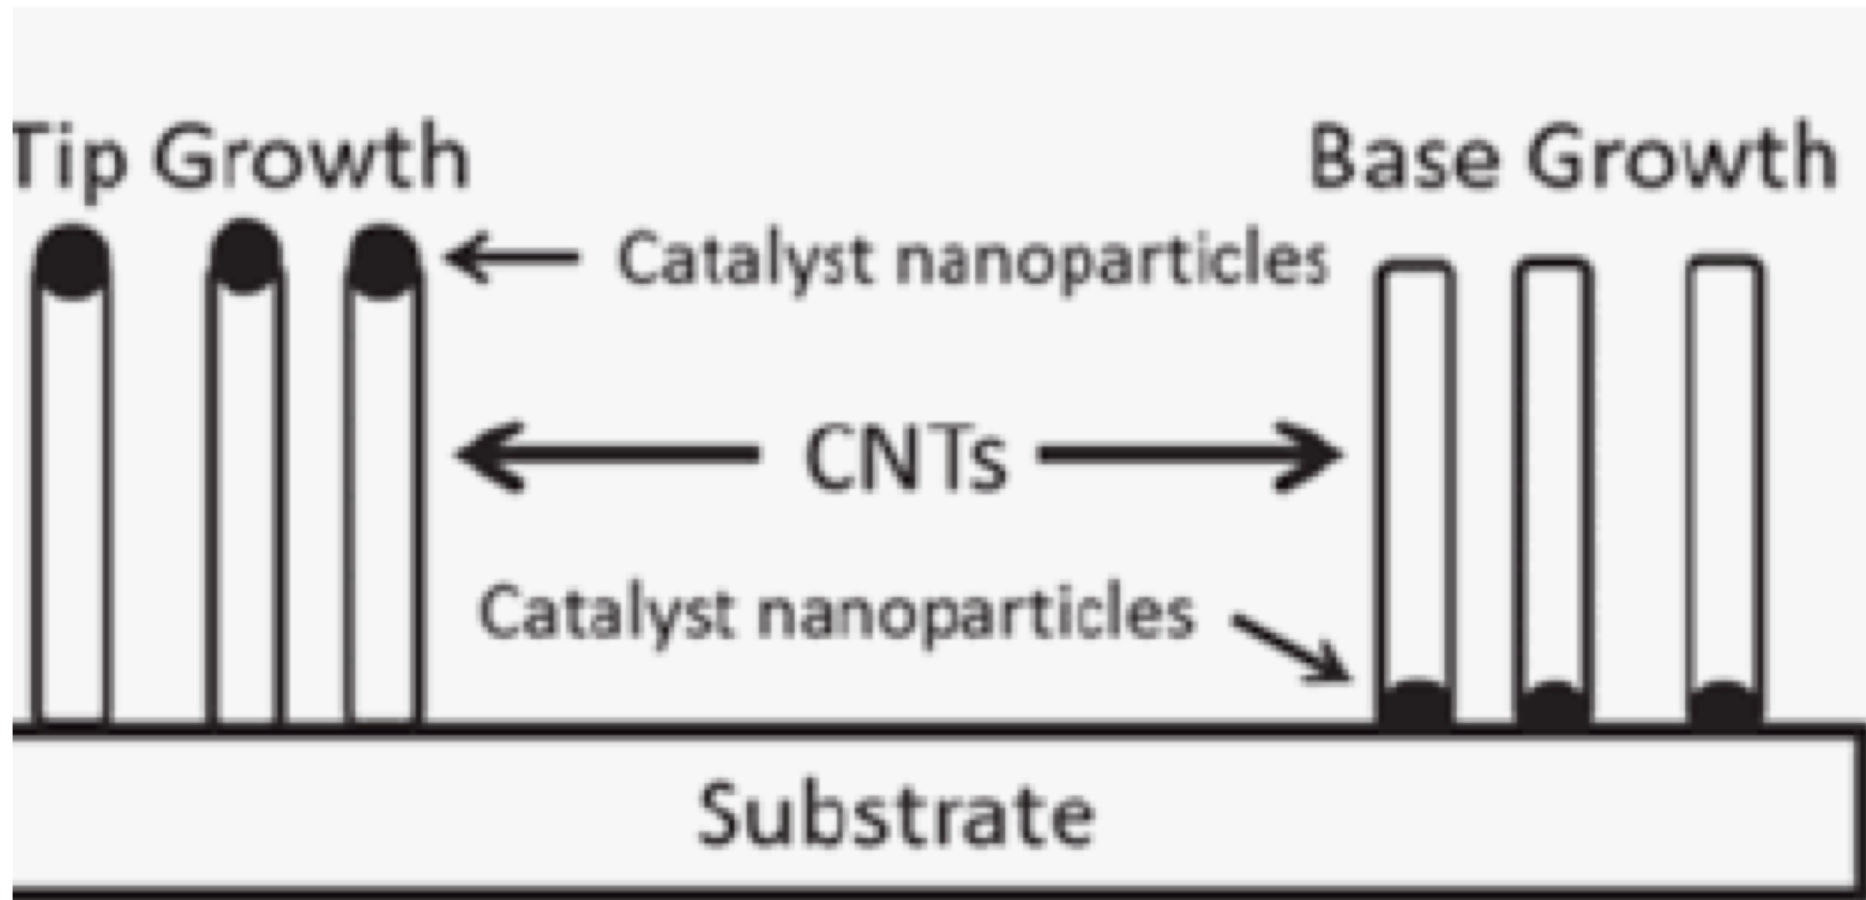 Tip Growth
Base Growth
Catalyst nanoparticles
CNTs
Catalyst nanoparticles
Substrate